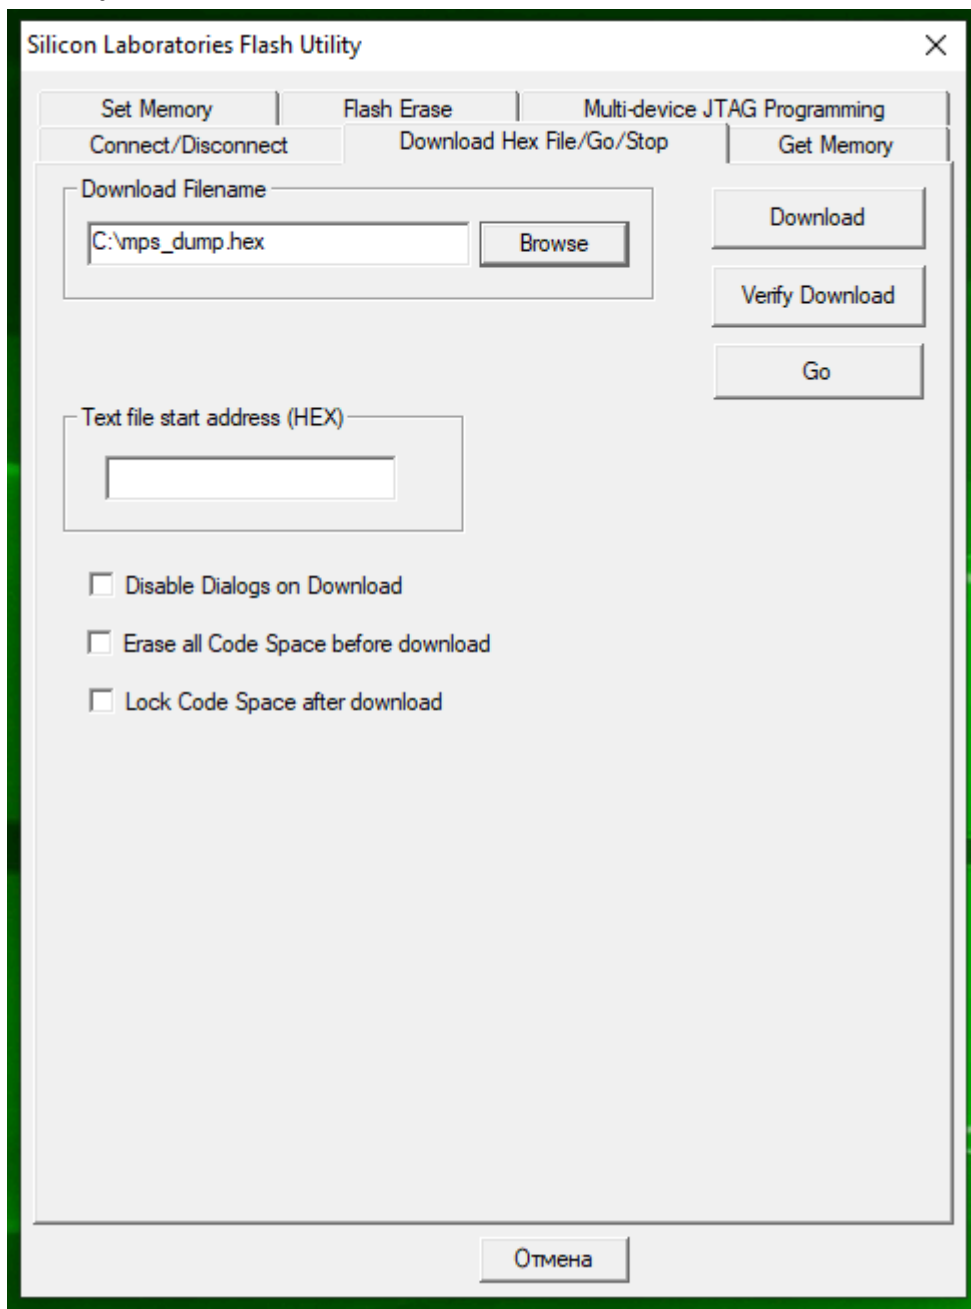 Silicon Laboratories Flash Utility
Set Memory
Flash Erase
Multi-device JTAG Programming
Connect/Disconnect
Download Hex File/Go/Stop
Get Memory
Download Filename
C:\mps_dump.hex
Browse
Download
Verify Download
Go
Text file start address (HEX)
Disable Dialogs on Download
Erase all Code Space before download
Lock Code Space after download
Отмена